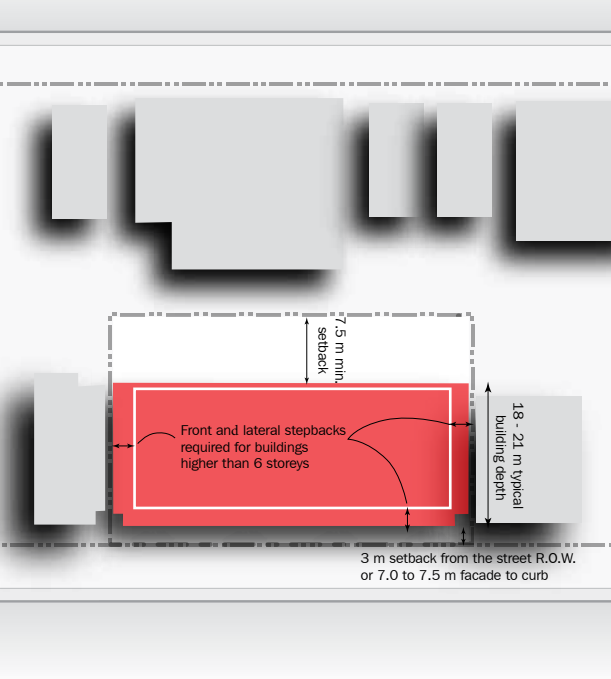 7.5 m min.
setback
Front and lateral stepbacks
required for buildings
higher than 6 storeys
18 - 21 m typical
building depth
3 m setback from the street R.O.W.
or 7.0 to 7.5 m facade to curb